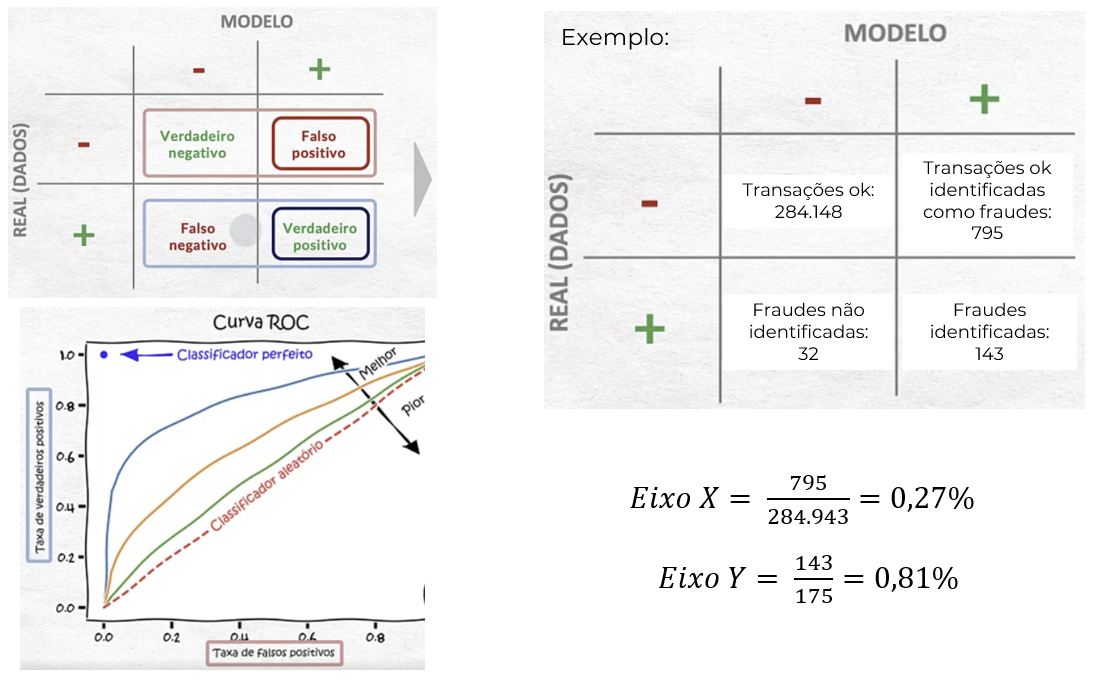 MODELO
-
+
REAL (DADOS)
-
Verdadeiro
negativo
Falso
positivo
+
Falso
negativo
Verdadeiro
positivo
Curva ROC
1.0
Classificador perfeito
Melhor
Pior
0.8
0.6
0.4
0.2
0.0
Classificador aleatório
Taxa de verdadeiros positivos
0.0
0.2
0.4
0.6
0.8
Taxa de falsos positivos
Exemplo:
MODELO
-
+
REAL (DADOS)
-
Transações ok:
284.148
Transações ok
identificadas
como fraudes:
795
+
Fraudes não
identificadas:
32
Fraudes
identificadas:
143
Eixo X = 795/284.943 = 0,27%
Eixo Y = 143/175 = 0,81%